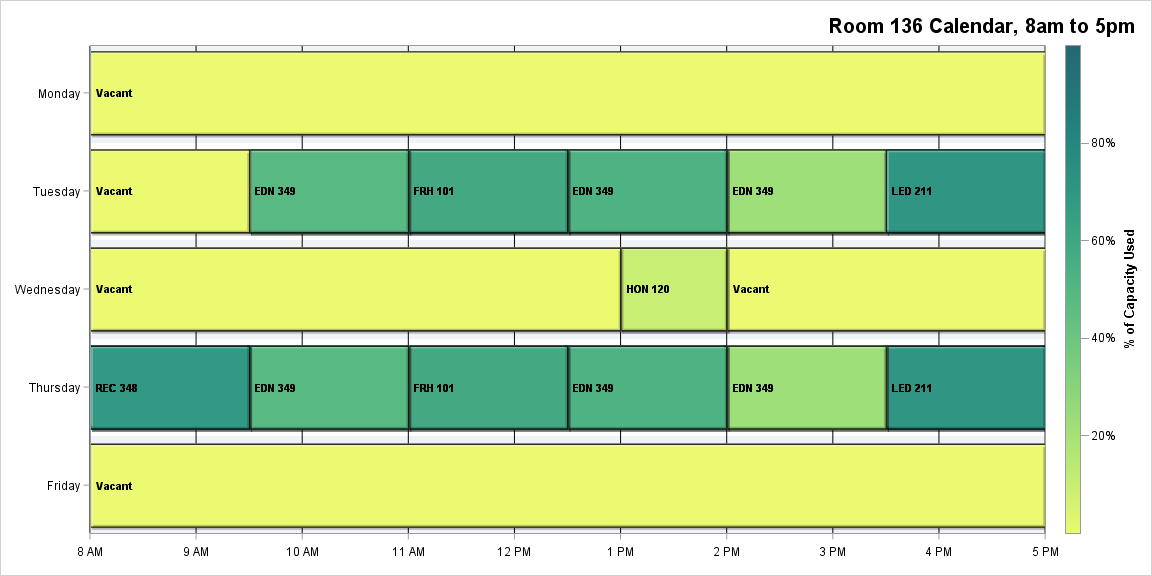 Room 136 Calendar, 8am to 5pm
Monday
Vacant
Tuesday
Vacant
EDN 349
FRH 101
EDN 349
EDN 349
LED 211
Wednesday
Vacant
HON 120
Vacant
Thursday
REC 348
EDN 349
FRH 101
EDN 349
EDN 349
LED 211
Friday
Vacant
8 AM
9 AM
10 AM
11 AM
12 PM
1 PM
2 PM
3 PM
4 PM
5 PM
80%
60%
40%
20%
% of Capacity Used